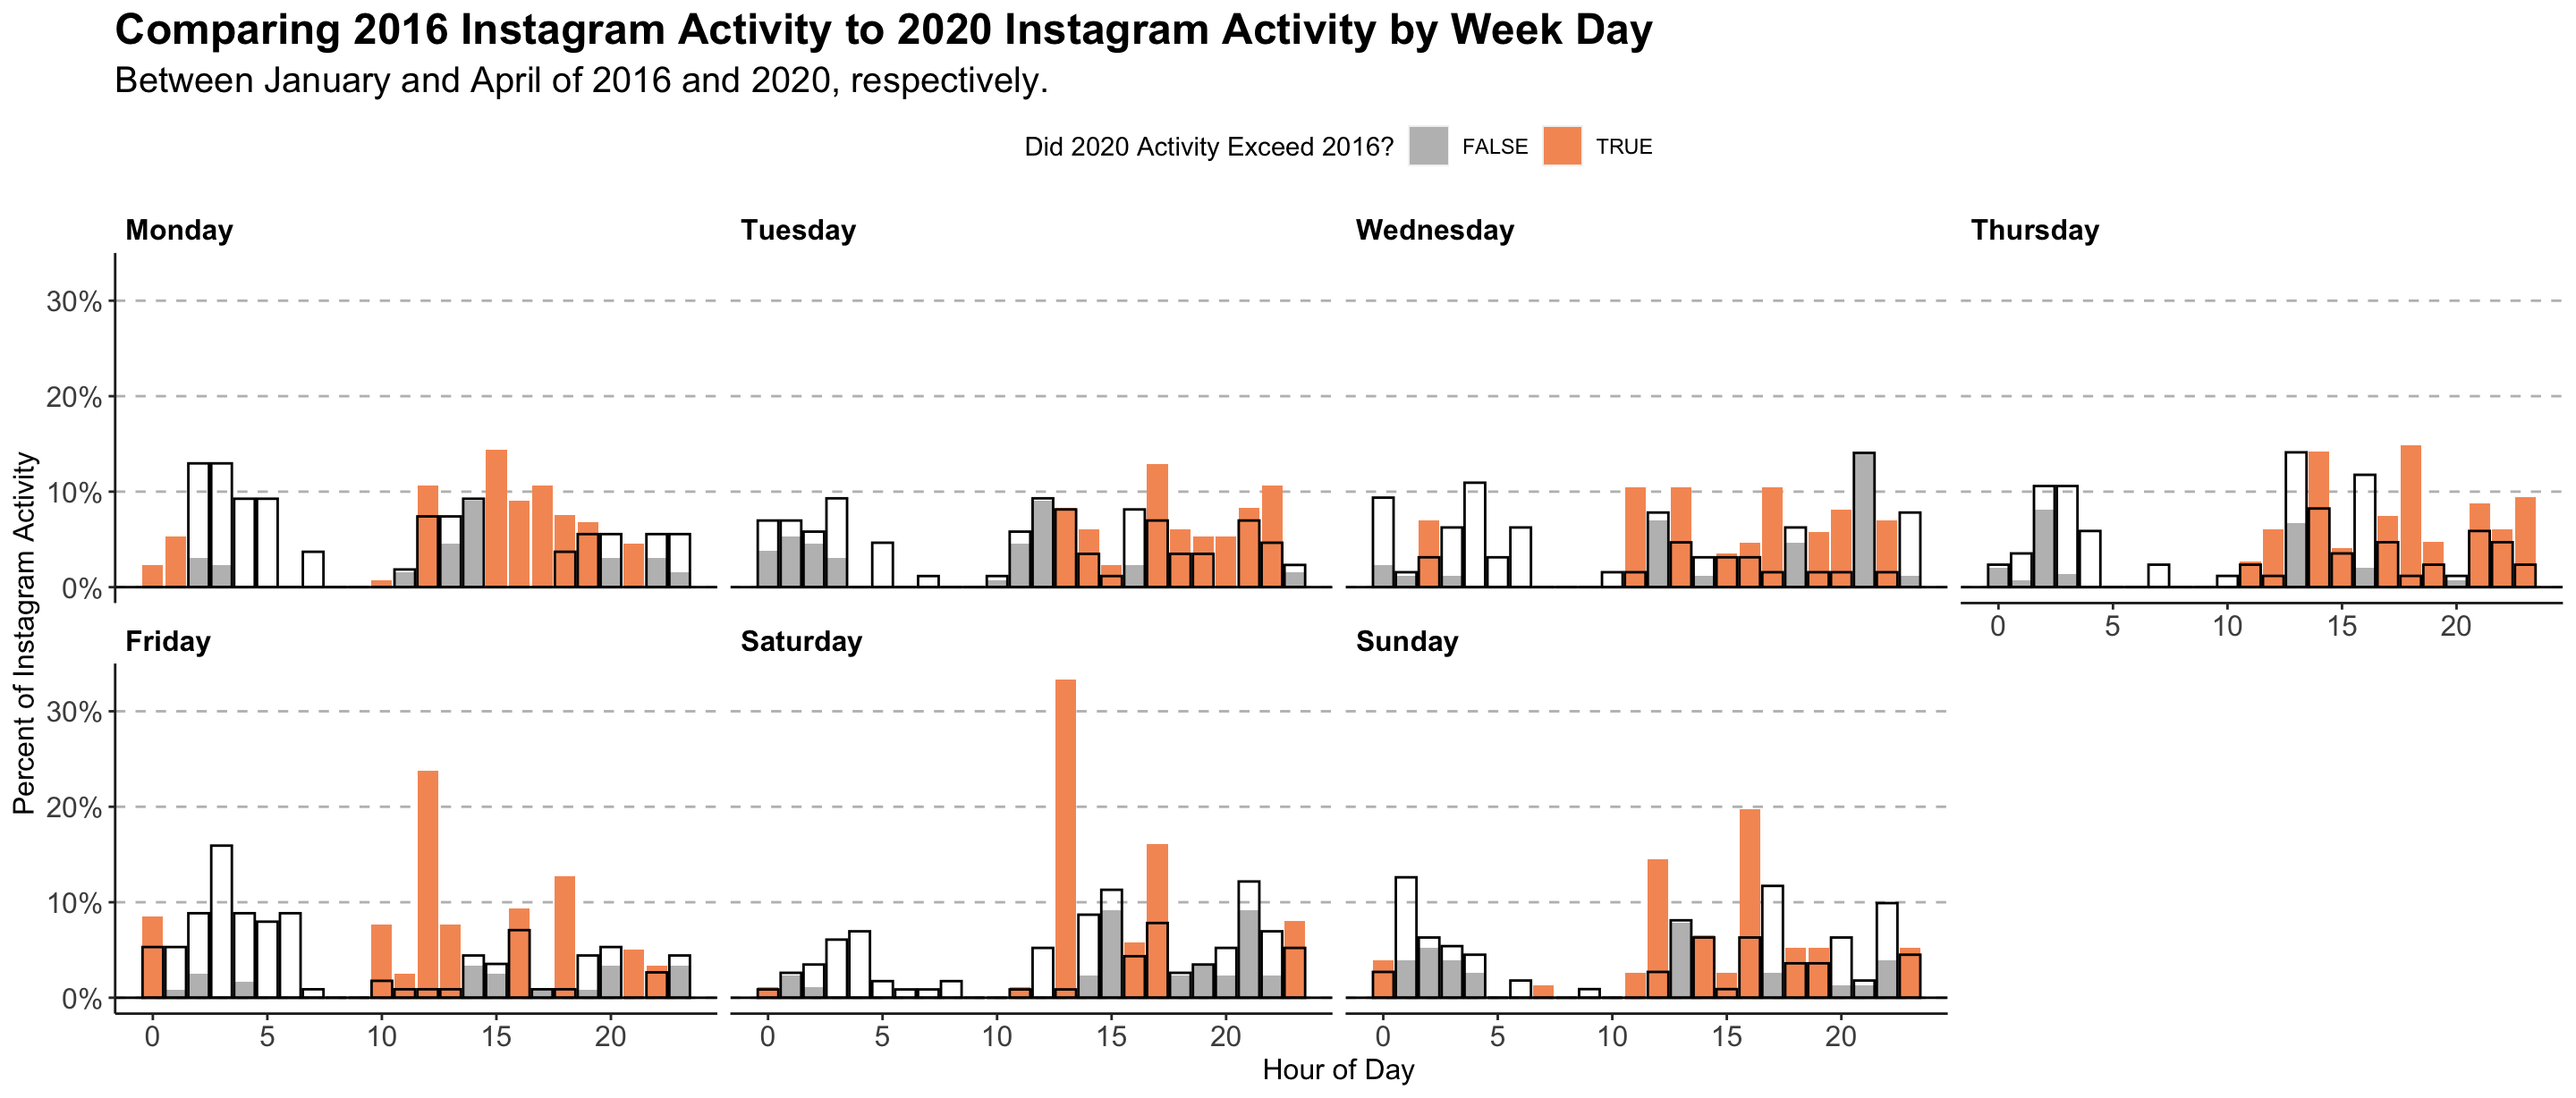 Comparing 2016 Instagram Activity to 2020 Instagram Activity by Week Day
Between January and April of 2016 and 2020, respectively.
Did 2020 Activity Exceed 2016? FALSE TRUE
Monday Tuesday Wednesday Thursday
30%
20%
10%
0%
0 5 10 15 20
Friday Saturday Sunday
30%
20%
10%
0%
0 5 10 15 20 0 5 10 15 20 0 5 10 15 20
Hour of Day
Percent of Instagram Activity